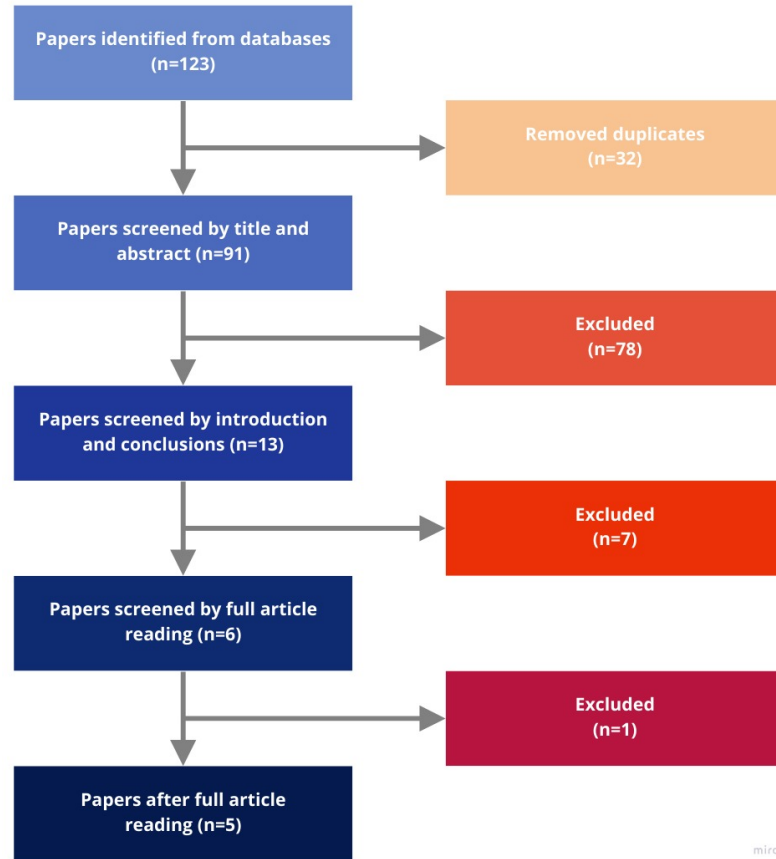 Papers identified from databases
(n=123)
Removed duplicates
(n=32)
Papers screened by title and
abstract (n=91)
Excluded
(n=78)
Papers screened by introduction
and conclusions (n=13)
Excluded
(n=7)
Papers screened by full article
reading (n=6)
Excluded
(n=1)
Papers after full article
reading (n=5)